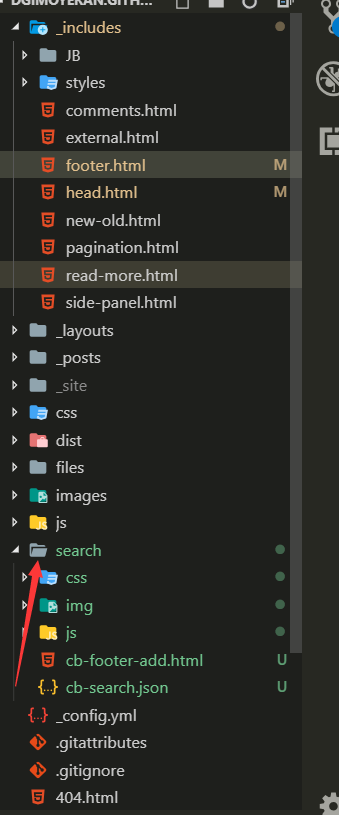 _includes
JB
styles
comments.html
external.html
footer.html M
head.html M
new-old.html
pagination.html
read-more.html
side-panel.html
_layouts
_posts
_site
css
dist
files
images
js
search
css
img
js
cb-footer-add.html U
cb-search.json U
_config.yml
.gitattributes
.gitignore
404.html